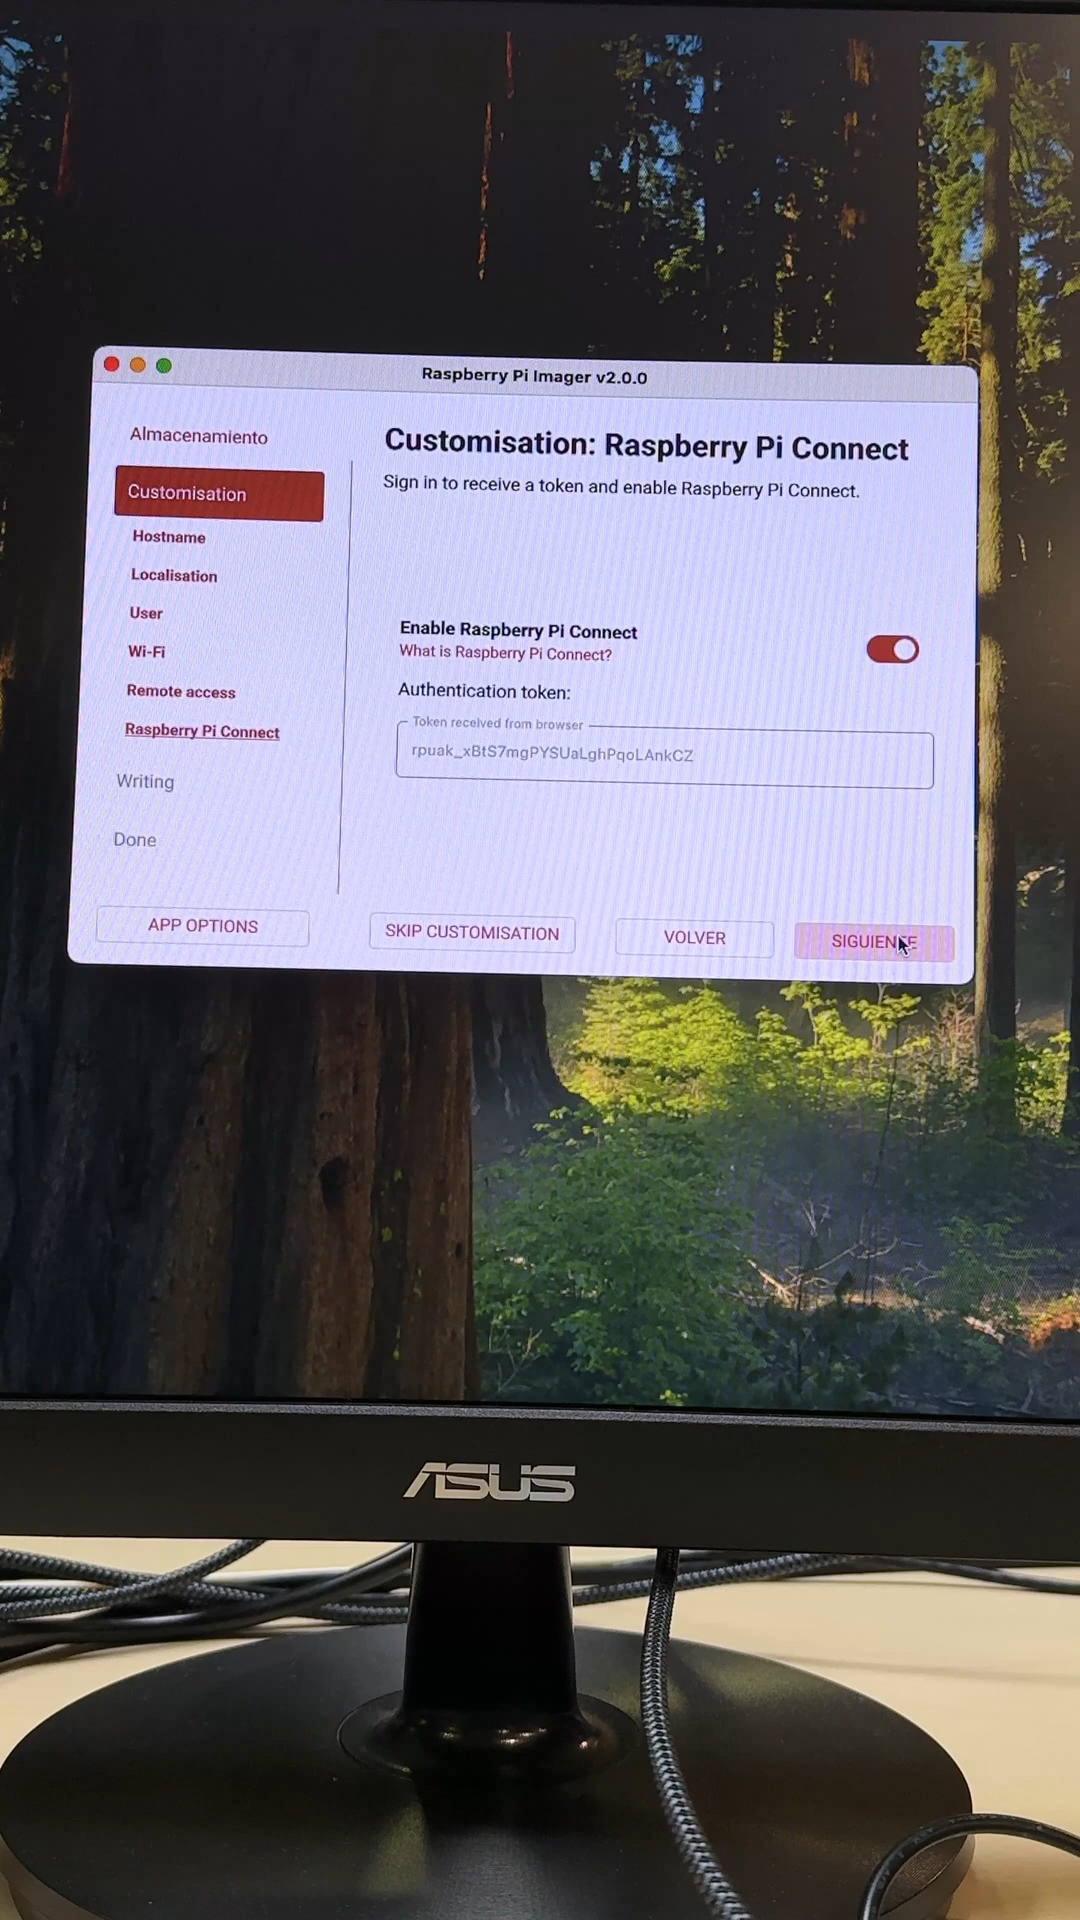 Raspberry Pi Imager v2.0.0
Almacenamiento
Customisation
Hostname
Localisation
User
Wi-Fi
Remote access
Raspberry Pi Connect
Writing
Done
APP OPTIONS
Customisation: Raspberry Pi Connect
Sign in to receive a token and enable Raspberry Pi Connect.
Enable Raspberry Pi Connect
What is Raspberry Pi Connect?
Authentication token:
Token received from browser
rpuak_xBtS7mgPYSUaLghPqoLAnkCZ
SKIP CUSTOMISATION
VOLVER
SIGUIENTE
ASUS